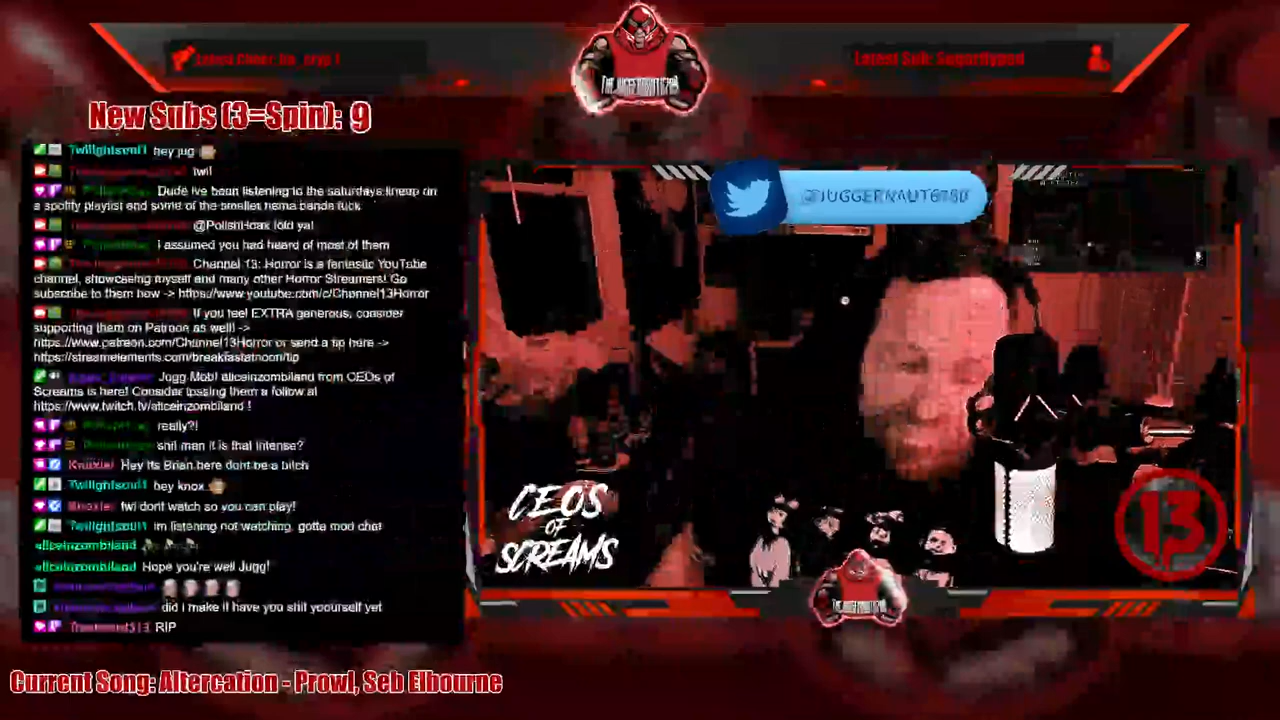 Latest Sub: Sugarflypod
New Subs (3=Spin): 9
Twilightsoul1 hey jug
twil
Dude ive been listening to the saturdays lineup on
a spotify playlist and some of the smaller name bands fuck
@PolishHoax told ya!
i assumed you had heard of most of them
Channel 13: Horror is a fantastic YouTube
channel, showcasing myself and many other Horror Streamers! Go
subscribe to them now -> https://www.youtube.com/c/Channel13Horror
If you feel EXTRA generous, consider
supporting them on Patreon as well! ->
https://www.patreon.com/Channel13Horror or send a tip here ->
https://streamelements.com/breakfastatnoon/tip
Jogg Mob! aliceinzombiland from CEOs of
Screams is here! Consider tossing them a follow at
https://www.twitch.tv/aliceinzombiland !
really?!
shit man it is that intense?
Hey its Brian here dont be a bitch
Twilightsoul1 hey knox
twi dont watch so you can play!
Twilightsoul1 im listening not watching, gotta mod chat
aliceinzombiland
aliceinzombiland Hope you're well Jugg!
did i make it have you shit yourself yet
RIP
Current Song: Altercation - Prowl, Seb Elbourne
CEOS
OF
SCREAMS
13